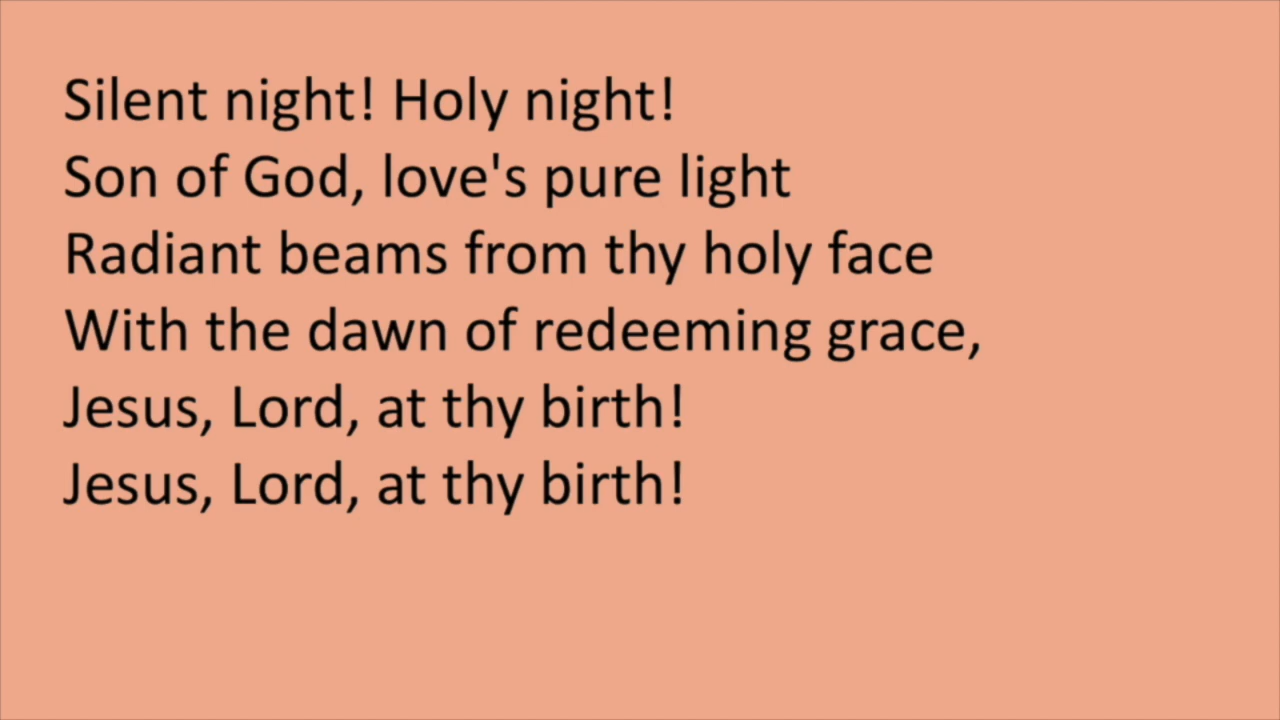 Silent night! Holy night!
Son of God, love's pure light
Radiant beams from thy holy face
With the dawn of redeeming grace,
Jesus, Lord, at thy birth!
Jesus, Lord, at thy birth!